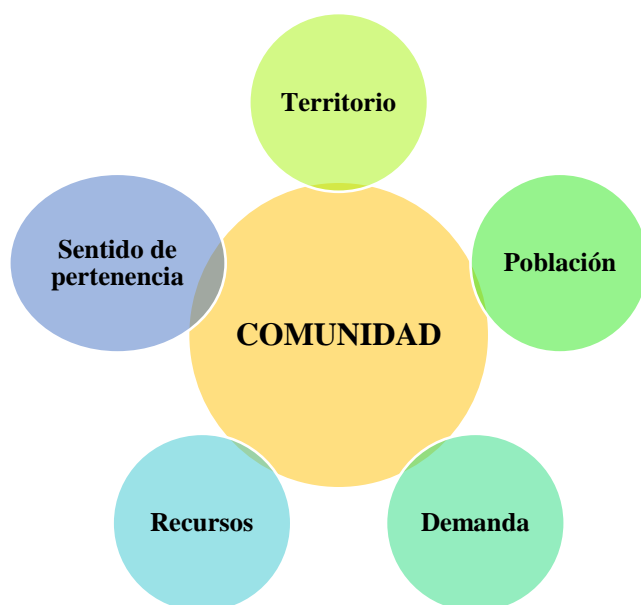 Territorio
Sentido de
pertenencia
Población
COMUNIDAD
Recursos
Demanda